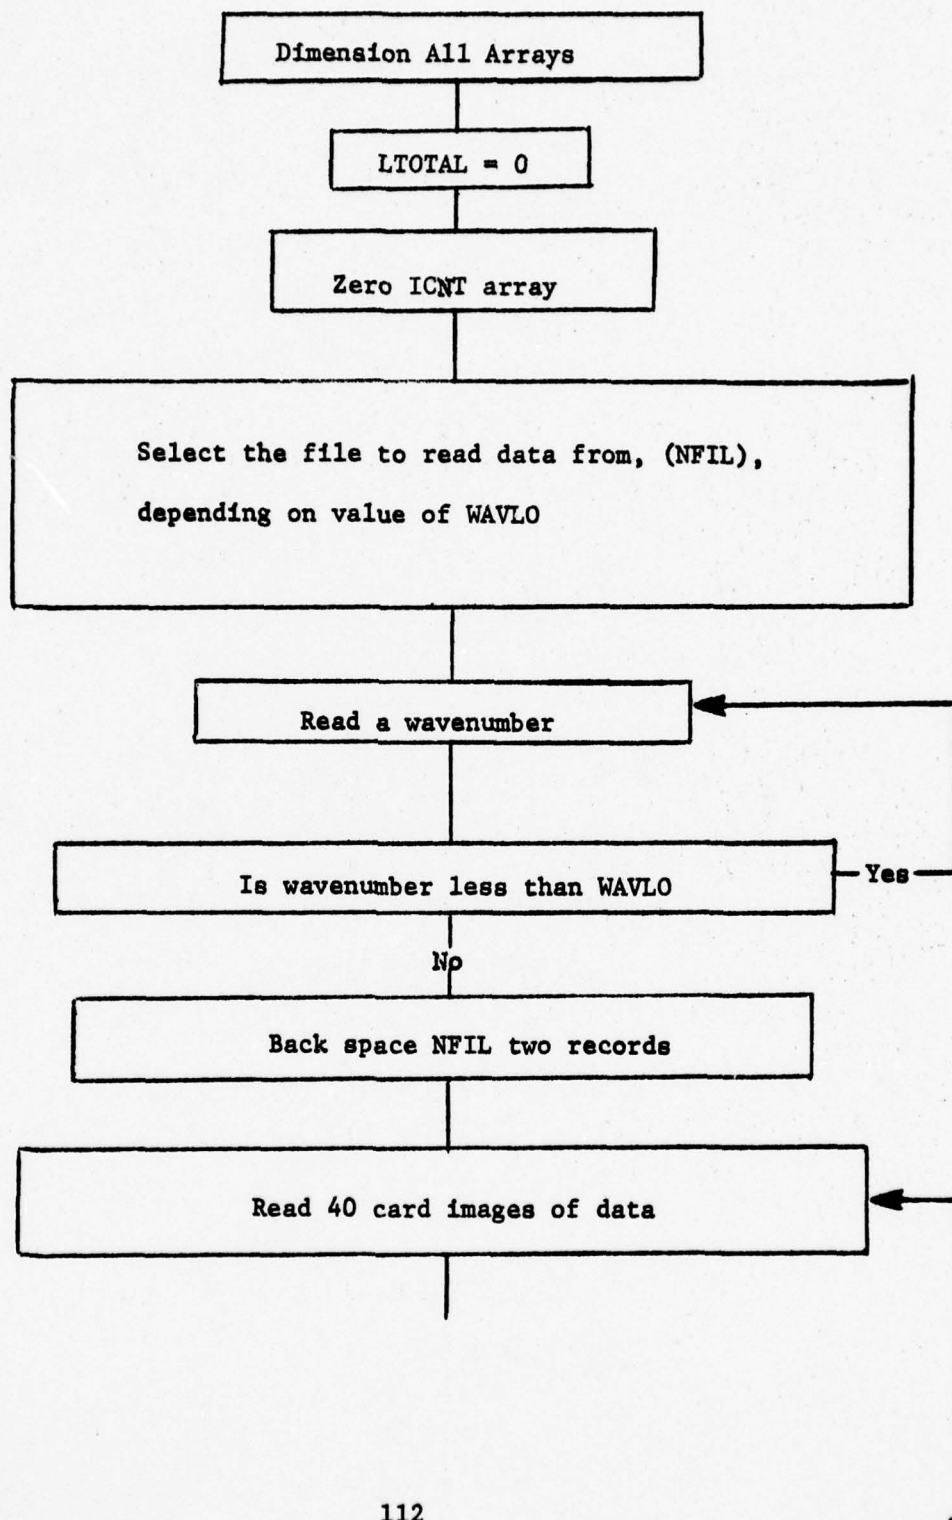 Dimension All Arrays
LTOTAL = 0
Zero ICNT array
Select the file to read data from, (NFIL),
depending on value of WAVLO
Read a wavenumber
Is wavenumber less than WAVLO
Yes
No
Back space NFIL two records
Read 40 card images of data
112